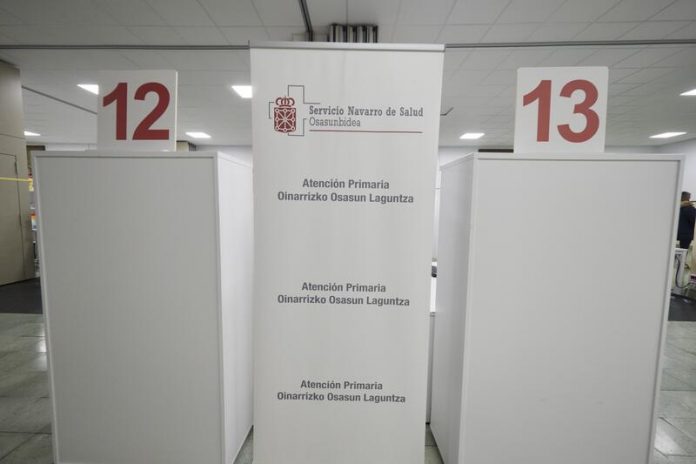 12
13
Servicio Navarro de Salud
Osasunbidea
Atención Primaria
Oinarrizko Osasun Laguntza
Atención Primaria
Oinarrizko Osasun Laguntza
Atención Primaria
Oinarrizko Osasun Laguntza